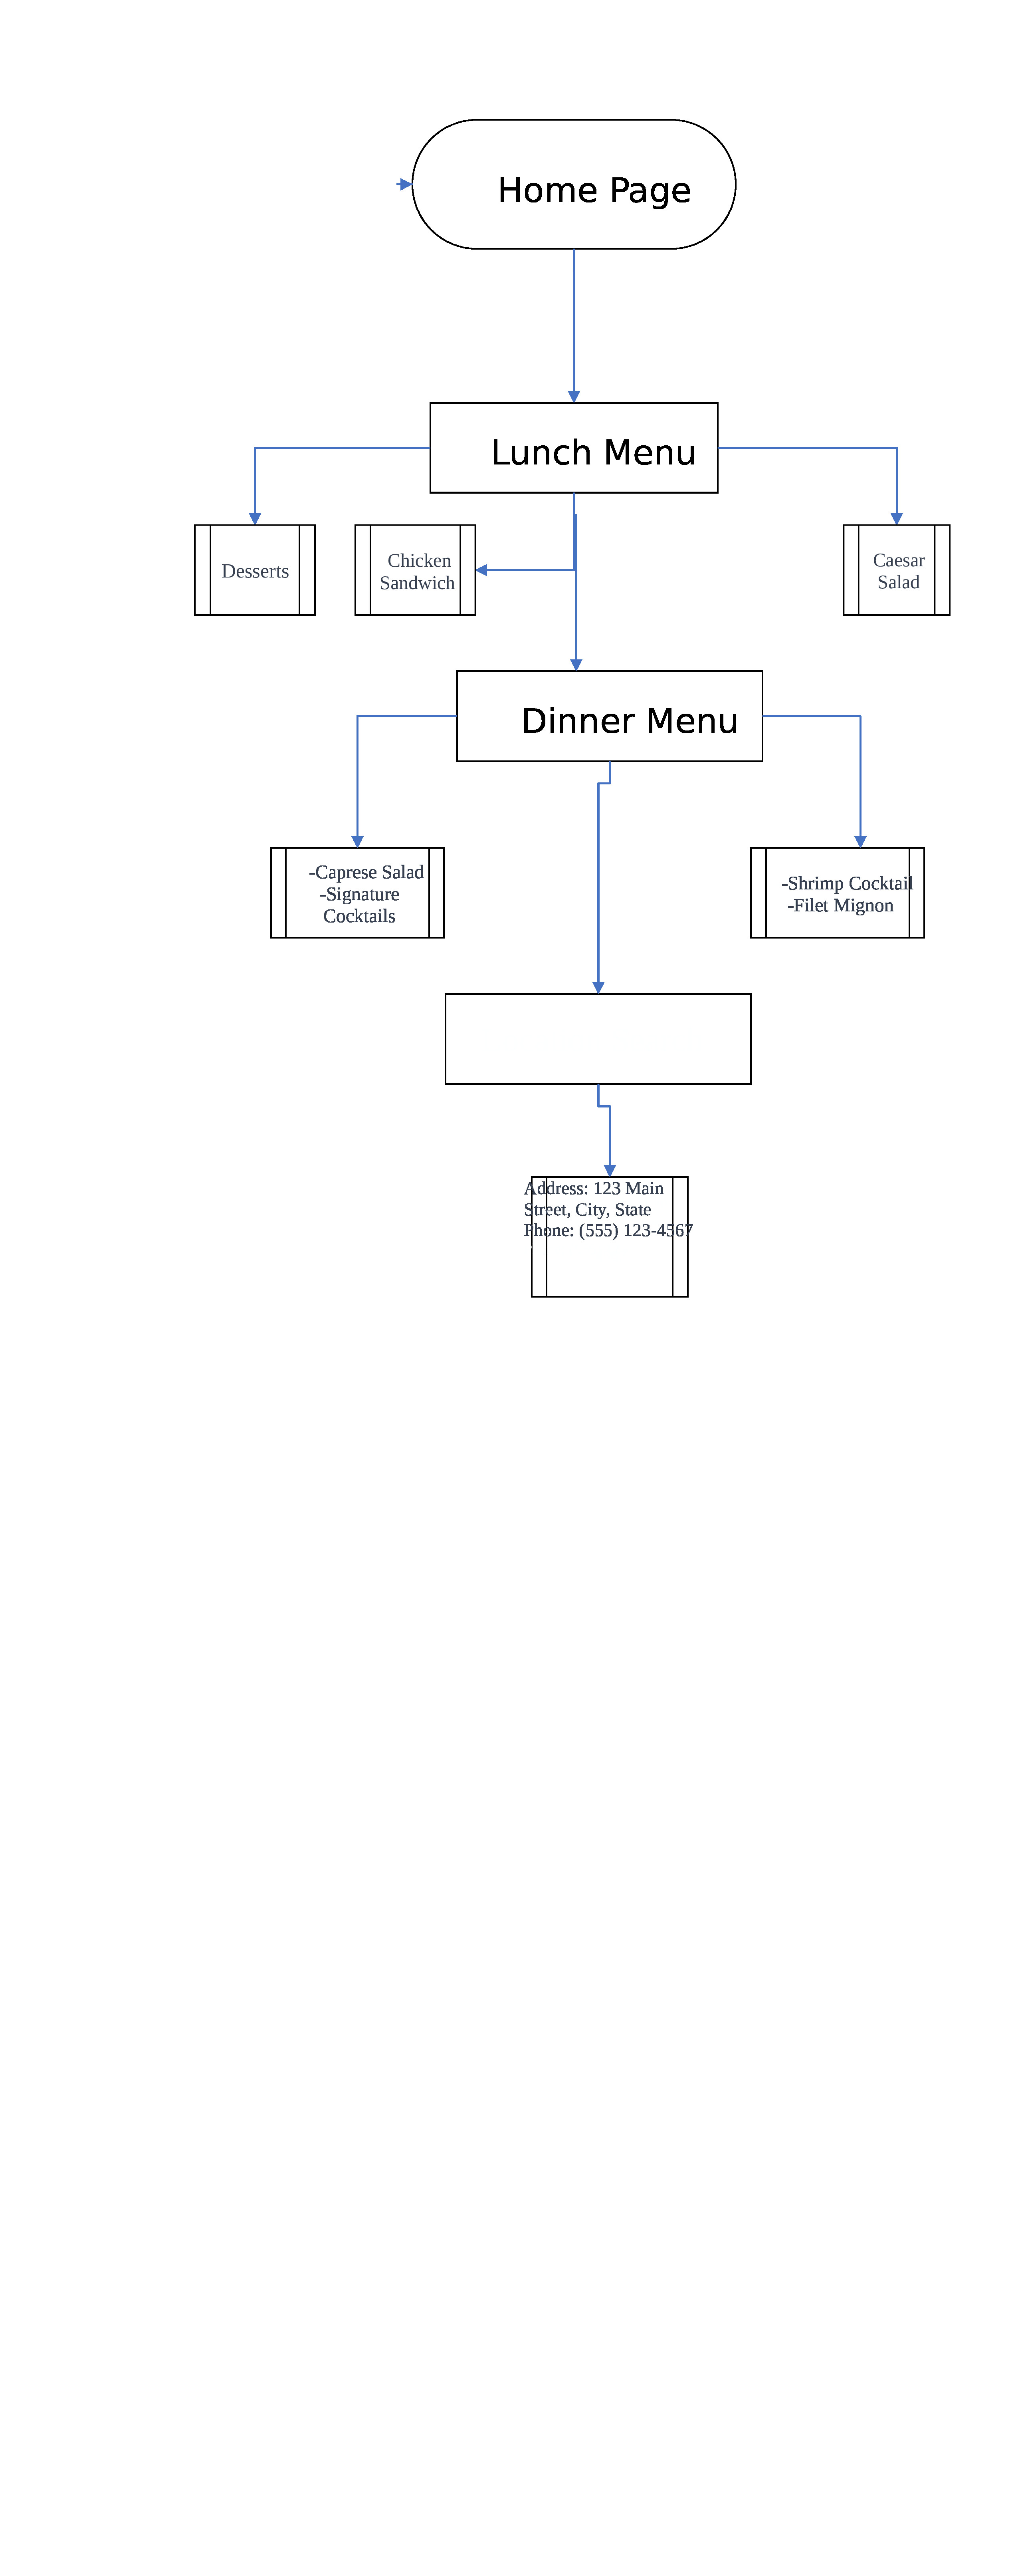 Home Page
Lunch Menu
Desserts
Chicken
Sandwich
Caesar
Salad
Dinner Menu
-Caprese Salad
-Signature
Cocktails
-Shrimp Cocktail
-Filet Mignon
Address: 123 Main
Street, City, State
Phone: (555) 123-4567